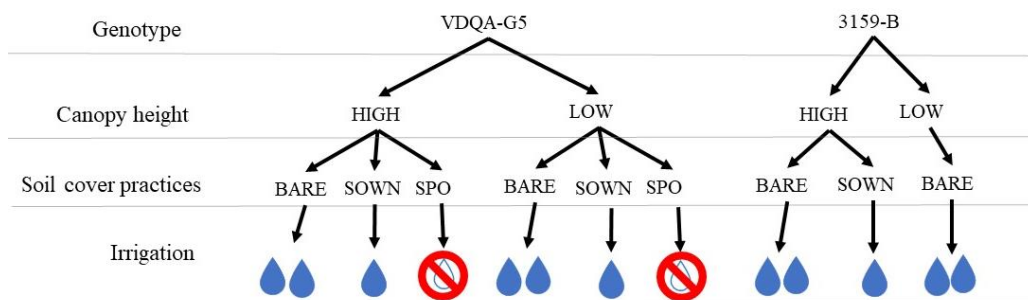 Genotype VDQA-G5 3159-B
Canopy height HIGH LOW HIGH LOW
Soil cover practices BARE SOWN SPO BARE SOWN SPO BARE SOWN BARE
Irrigation